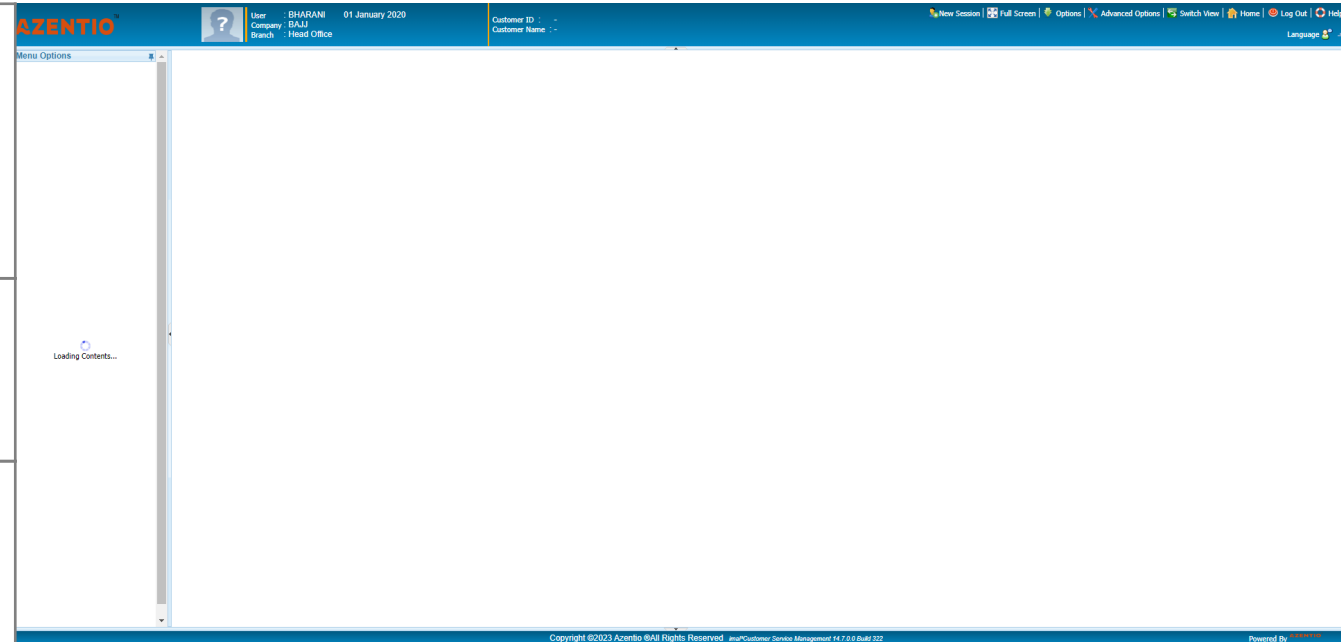 AZENTIO
User : BHARANI 01 January 2020
Company : BAJJ
Branch : Head Office
Customer ID : -
Customer Name : -
New Session | Full Screen | Options | Advanced Options | Switch View | Home | Log Out | Help
Language
Menu Options
Loading Contents...
Copyright ©2023 Azentio ®All Rights Reserved imal®Customer Service Management 14.7.0.0 Build 322
Powered By AZENTIO